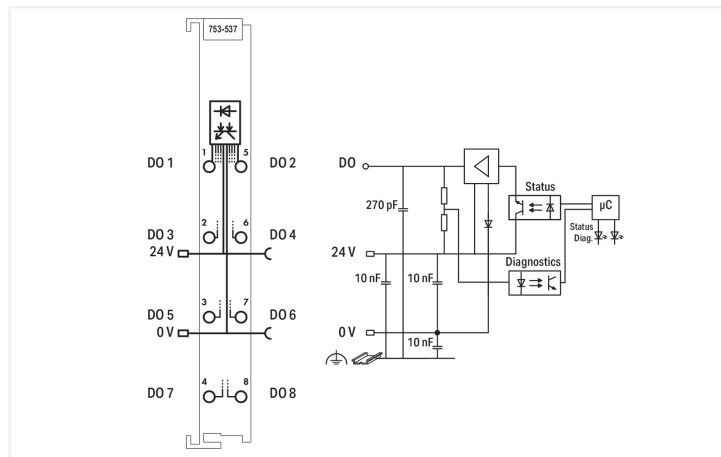 753-537
1 5
DO 1 DO 2
2 6
DO 3 DO 4
24 V
3 7
DO 5 DO 6
0 V
4 8
DO 7 DO 8
DO
Status
270 pF
µC
Status
Diag.
24 V
Diagnostics
10 nF 10 nF
0 V
10 nF